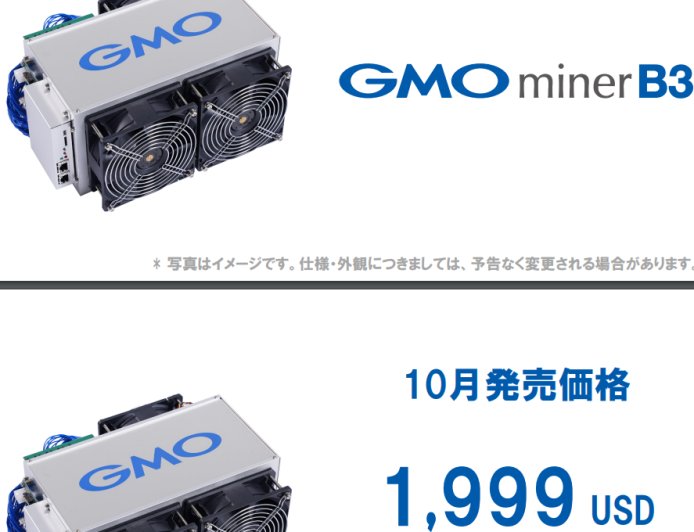 GMO
GMO miner B3
* 写真はイメージです。仕様・外観につきましては、予告なく変更される場合があります。
10月発売価格
GMO
1,999 USD